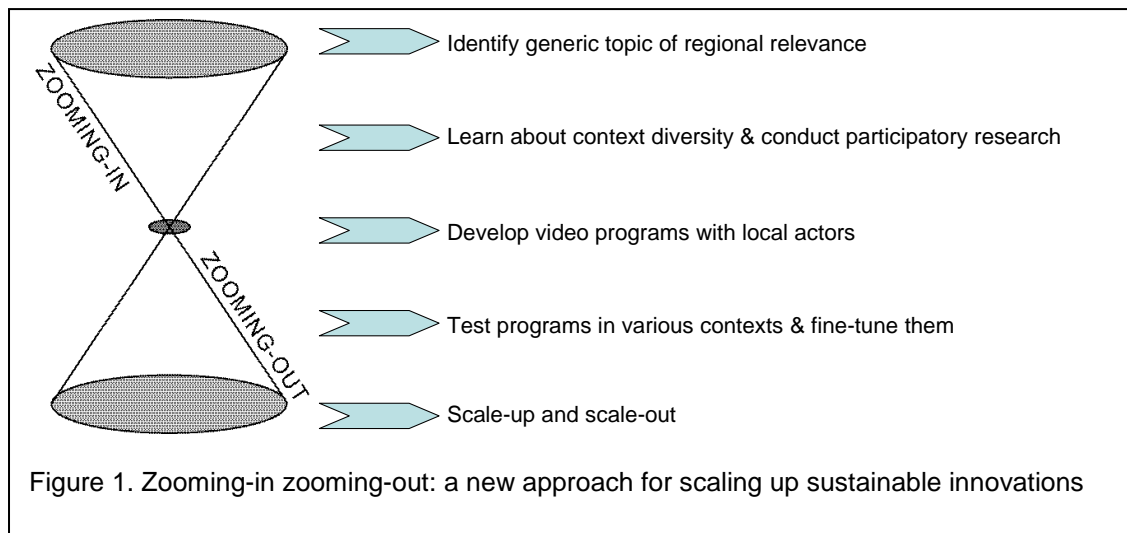 Identify generic topic of regional relevance
ZOOMING-IN
Learn about context diversity & conduct participatory research
Develop video programs with local actors
ZOOMING-OUT
Test programs in various contexts & fine-tune them
Scale-up and scale-out
Figure 1. Zooming-in zooming-out: a new approach for scaling up sustainable innovations